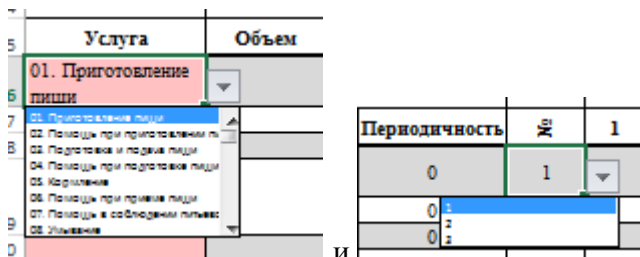 5
Услуга
Объем
6
01. Приготовление
пищи
7
01. Приготовление пищи
8
02. Помощь при приготовлении п
03. Подготовка и подача пищи
04. Помощь при подготовке пищи
05. Кормление
06. Помощь при приеме пищи
9
07. Помощь в соблюдении питьево
08. Умывание
0
и
Периодичность
№
1
0
1
0
1
0
2
3